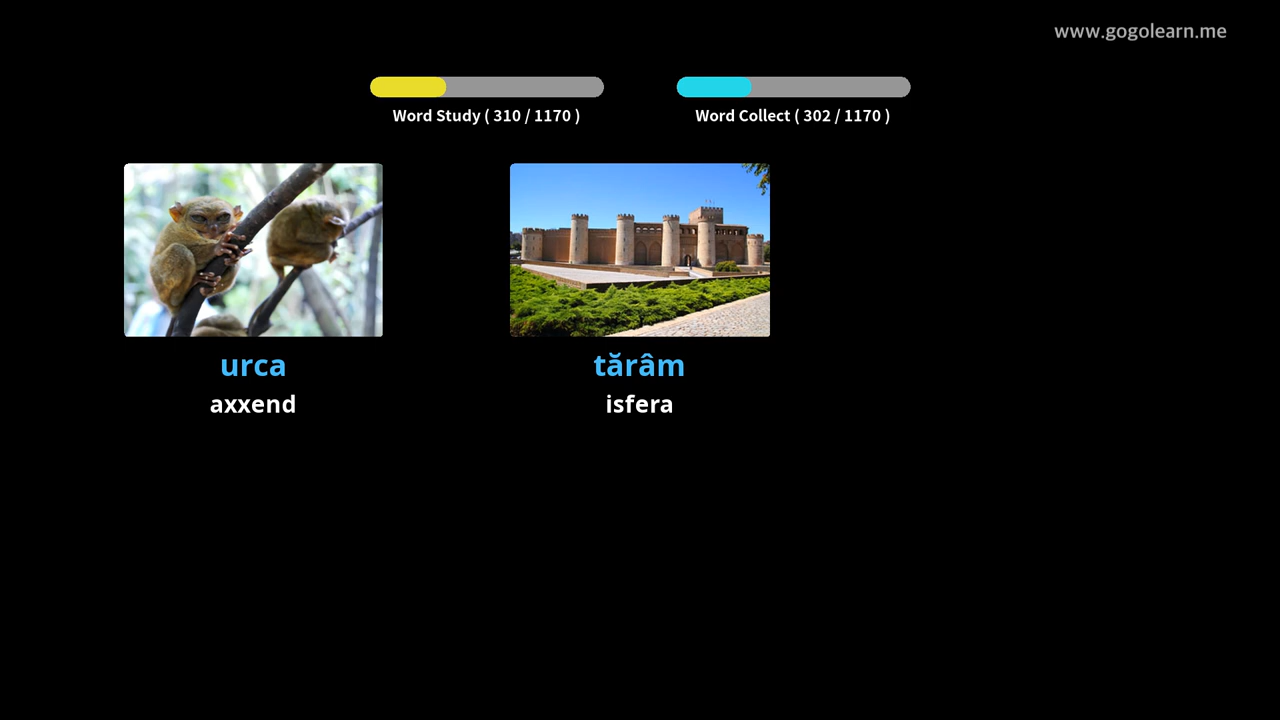 www.gogolearn.me
Word Study ( 310 / 1170 )
Word Collect ( 302 / 1170 )
urca
axxend
tărâm
isfera